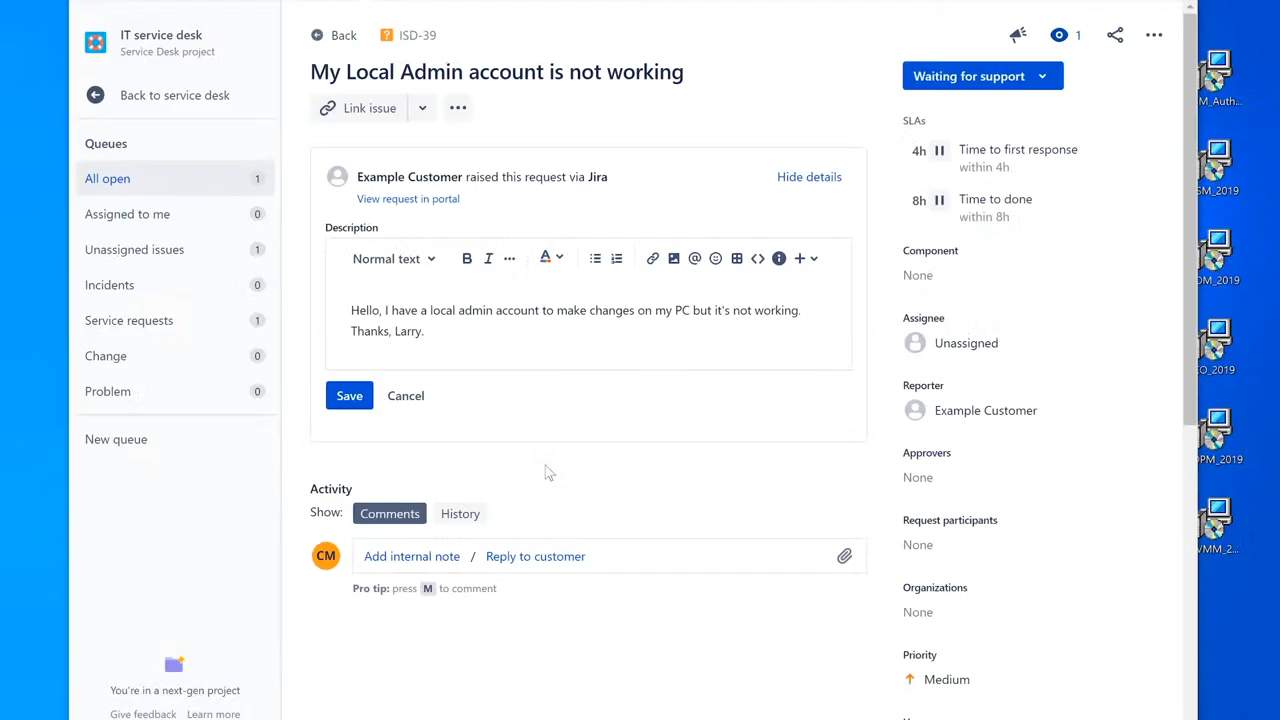 IT service desk
Service Desk project
Back to service desk
Queues
All open 1
Assigned to me 0
Unassigned issues 1
Incidents 0
Service requests 1
Change 0
Problem 0
New queue
You're in a next-gen project
Give feedback Learn more
Back ISD-39
1
My Local Admin account is not working
Link issue
Example Customer raised this request via Jira
Hide details
View request in portal
Description
Normal text B I A @
Hello, I have a local admin account to make changes on my PC but it's not working.
Thanks, Larry.
Save Cancel
Activity
Show: Comments History
CM Add internal note / Reply to customer
Pro tip: press M to comment
Waiting for support
SLAs
4h Time to first response
within 4h
8h Time to done
within 8h
Component
None
Assignee
Unassigned
Reporter
Example Customer
Approvers
None
Request participants
None
Organizations
None
Priority
Medium
M_Auth...
SM_2019
OM_2019
CO_2019
DPM_2019
VMM_2...